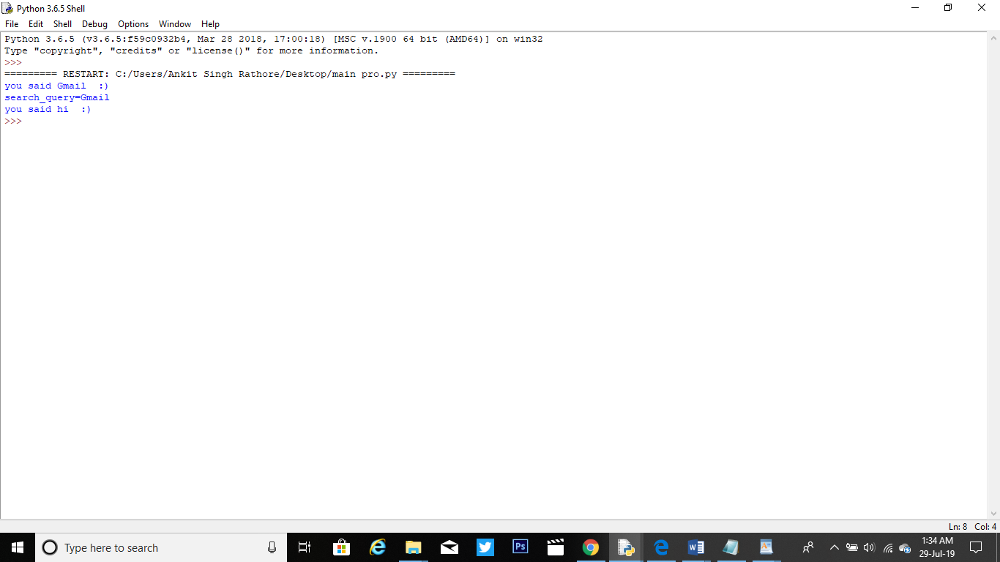 Python 3.6.5 Shell
File Edit Shell Debug Options Window Help
Python 3.6.5 (v3.6.5:f59c0932b4, Mar 28 2018, 17:00:18) [MSC v.1900 64 bit (AMD64)] on win32
Type "copyright", "credits" or "license()" for more information.
>>>
========= RESTART: C:/Users/Ankit Singh Rathore/Desktop/main pro.py =========
you said Gmail  :)
search_query=Gmail
you said hi  :)
>>>
Ln: 8 Col: 4
Type here to search
Ps
1:34 AM
29-Jul-19